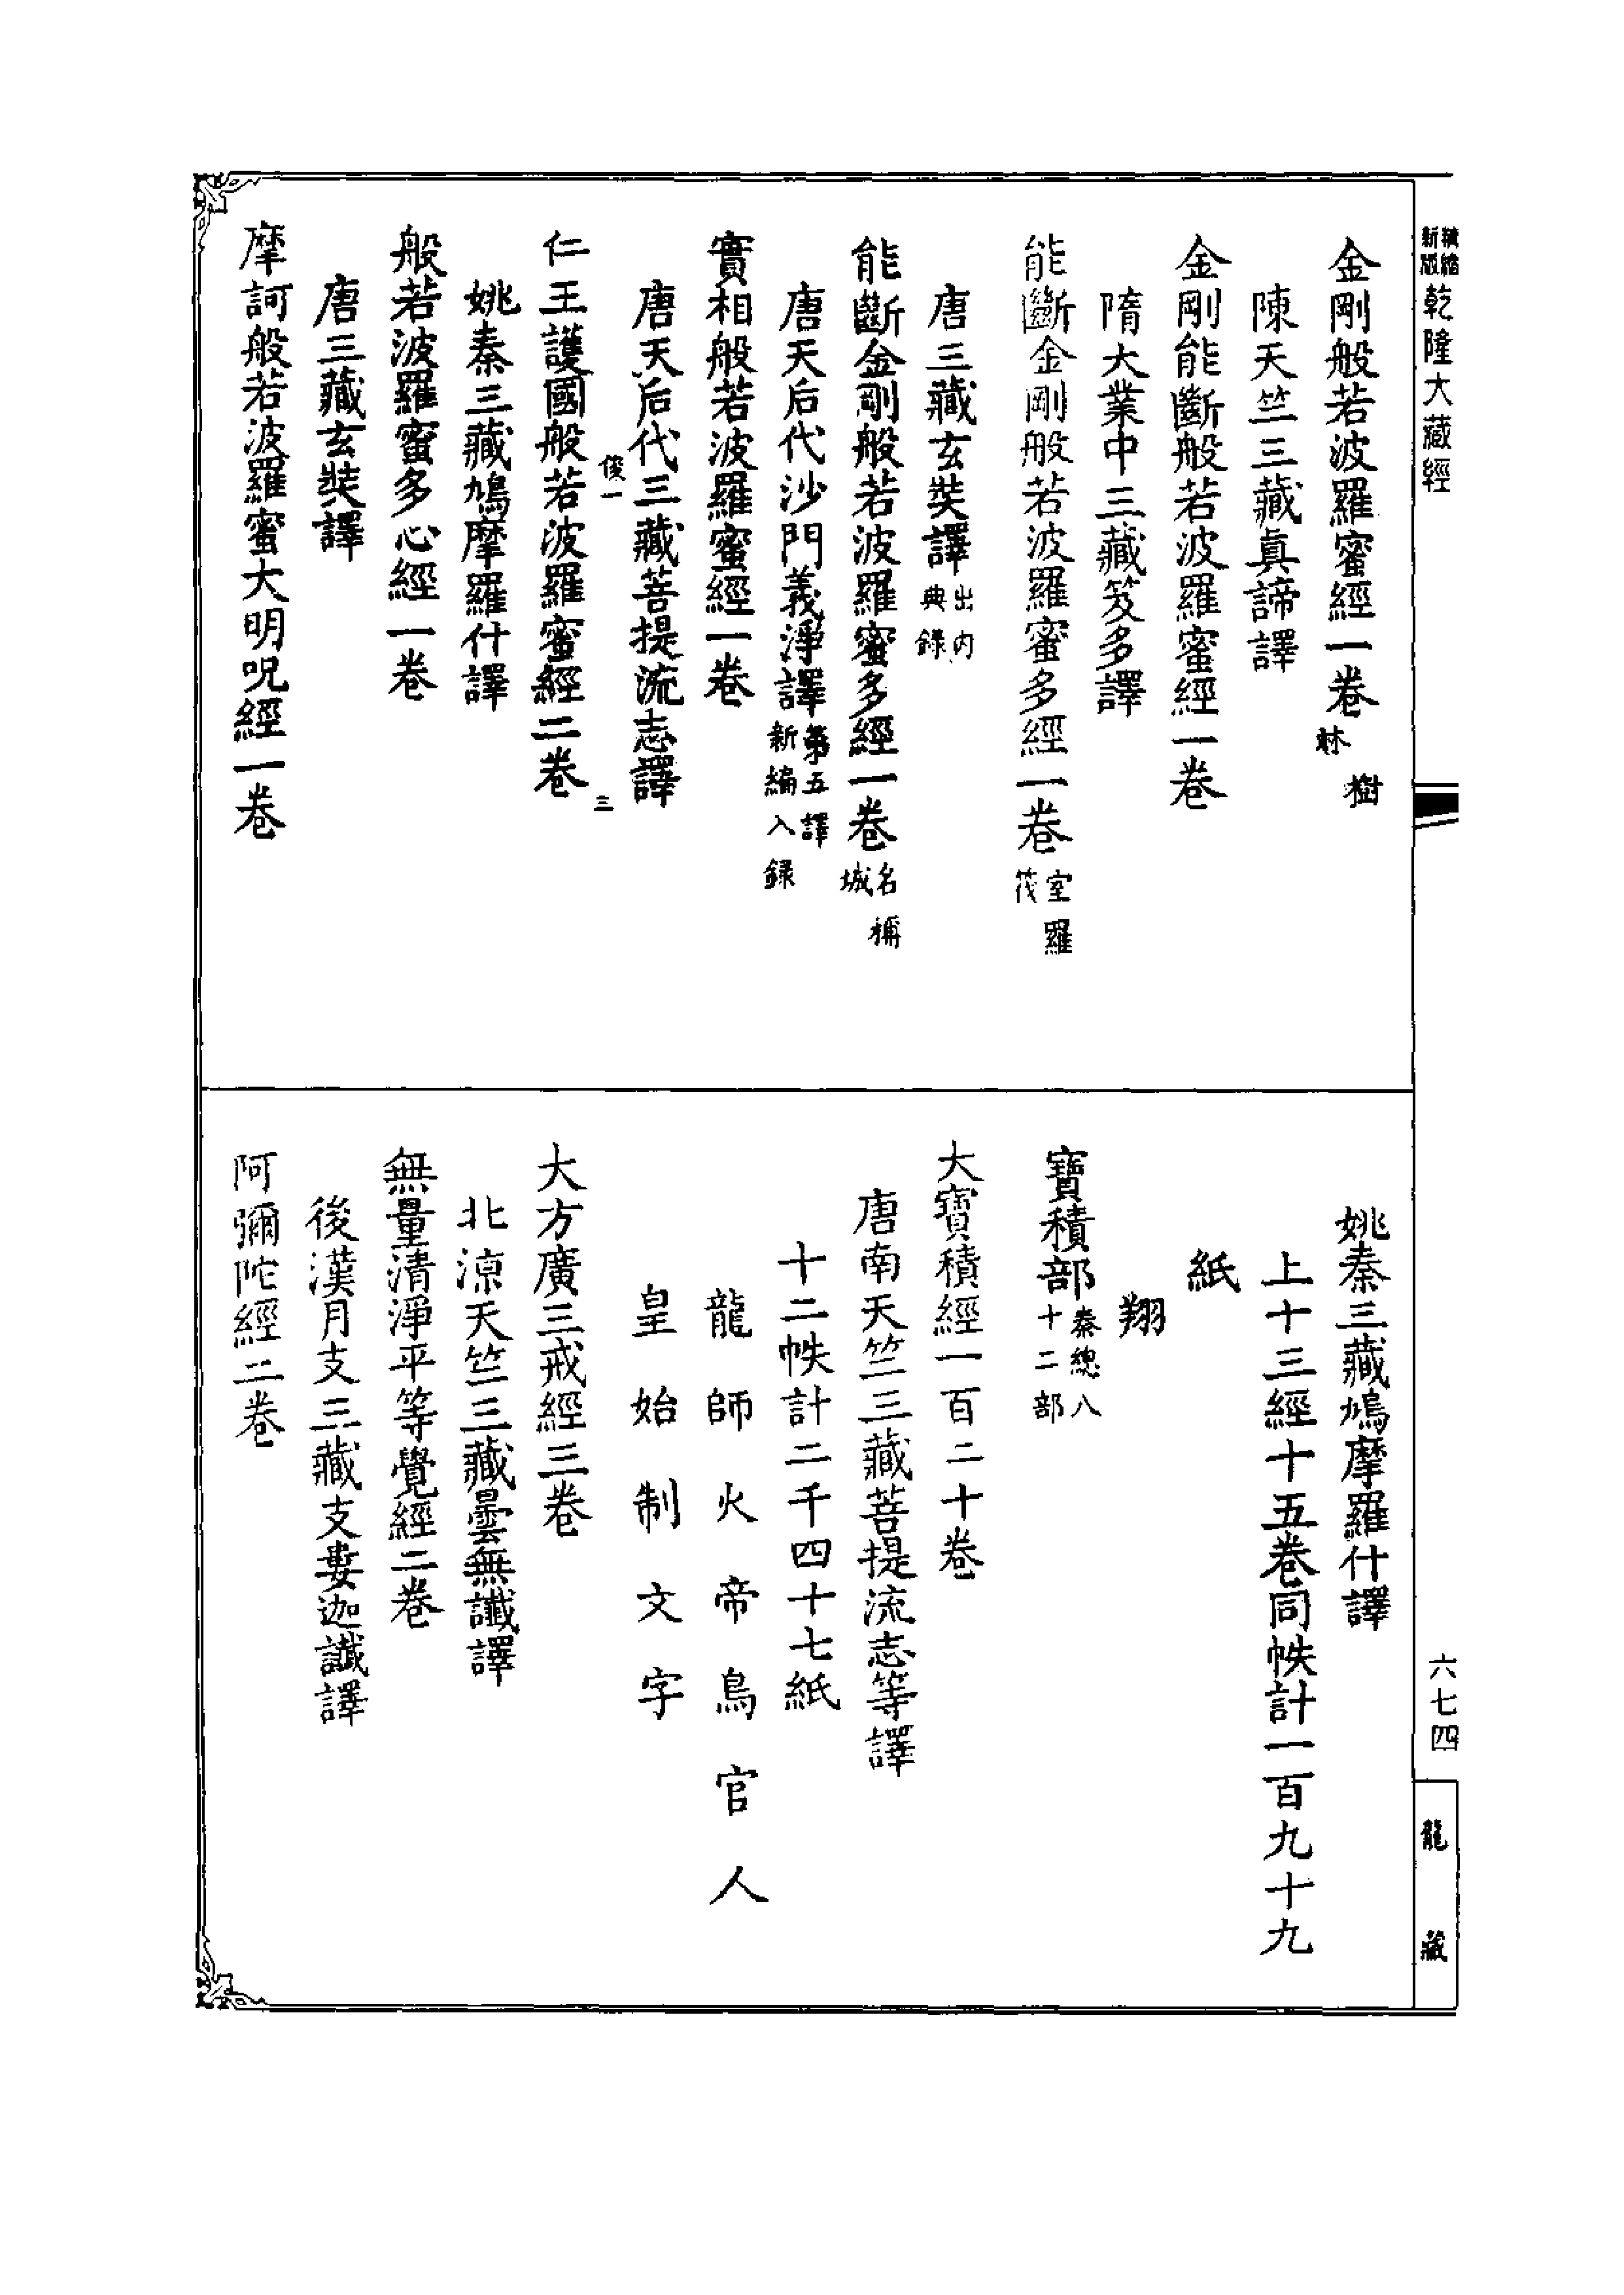 新版
精縮
乾隆大藏經
六七四
龍藏
金剛般若波羅蜜經一卷 樹林
陳天竺三藏真諦譯
金剛能斷般若波羅蜜經一卷
隋大業中三藏笈多譯
能斷金剛般若波羅蜜多經一卷 室羅筏
唐三藏玄奘譯 出內典錄
能斷金剛般若波羅蜜多經一卷 名稱城
唐天后代沙門義淨譯 第五譯新編入錄
實相般若波羅蜜經一卷
唐天后代三藏菩提流志譯
俊一 三
仁王護國般若波羅蜜經二卷
姚秦三藏鳩摩羅什譯
般若波羅蜜多心經一卷
唐三藏玄奘譯
摩訶般若波羅蜜大明呪經一卷
姚秦三藏鳩摩羅什譯
上十三經十五卷同帙計一百九十九
紙
翔
寶積部 秦總八十二部
大寶積經一百二十卷
唐南天竺三藏菩提流志等譯
十二帙計二千四十七紙
龍師火帝鳥官人
皇始制文字
大方廣三戒經三卷
北涼天竺三藏曇無讖譯
無量清淨平等覺經二卷
後漢月支三藏支婁迦讖譯
阿彌陀經二卷